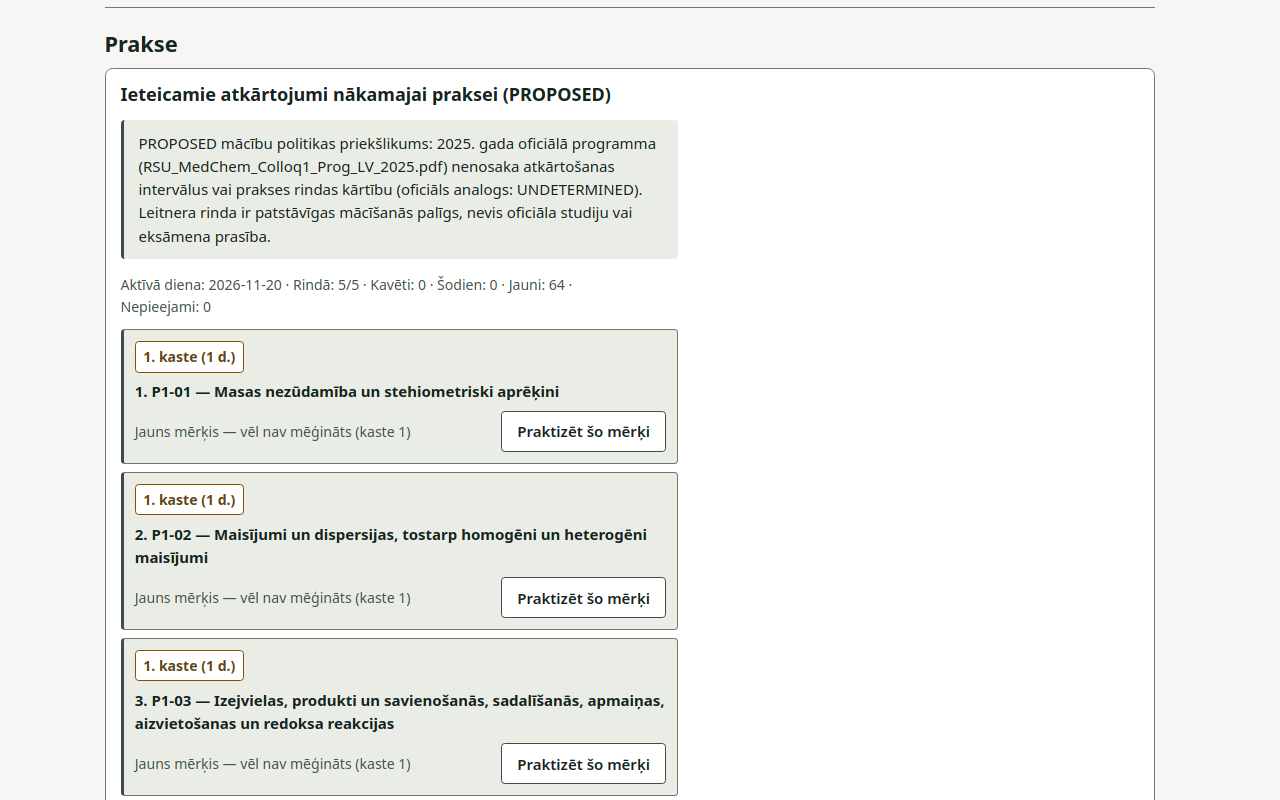 Prakse
Ieteicamie atkārtojumi nākamajai praksei (PROPOSED)
PROPOSED mācību politikas priekšlikums: 2025. gada oficiālā programma
(RSU_MedChem_Colloq1_Prog_LV_2025.pdf) nenosaka atkārtošanas
intervālus vai prakses rindas kārtību (oficiāls analogs: UNDETERMINED).
Leitnera rinda ir patstāvīgas mācīšanās palīgs, nevis oficiāla studiju vai
eksāmena prasība.
Aktīvā diena: 2026-11-20 · Rindā: 5/5 · Kavēti: 0 · Šodien: 0 · Jauni: 64 ·
Nepieejami: 0
1. kaste (1 d.)
1. P1-01 — Masas nezūdamība un stehiometriski aprēķini
Jauns mērķis — vēl nav mēģināts (kaste 1)
Praktizēt šo mērķi
1. kaste (1 d.)
2. P1-02 — Maisījumi un dispersijas, tostarp homogēni un heterogēni
maisījumi
Jauns mērķis — vēl nav mēģināts (kaste 1)
Praktizēt šo mērķi
1. kaste (1 d.)
3. P1-03 — Izejvielas, produkti un savienošanās, sadalīšanās, apmaiņas,
aizvietošanas un redoksa reakcijas
Jauns mērķis — vēl nav mēģināts (kaste 1)
Praktizēt šo mērķi